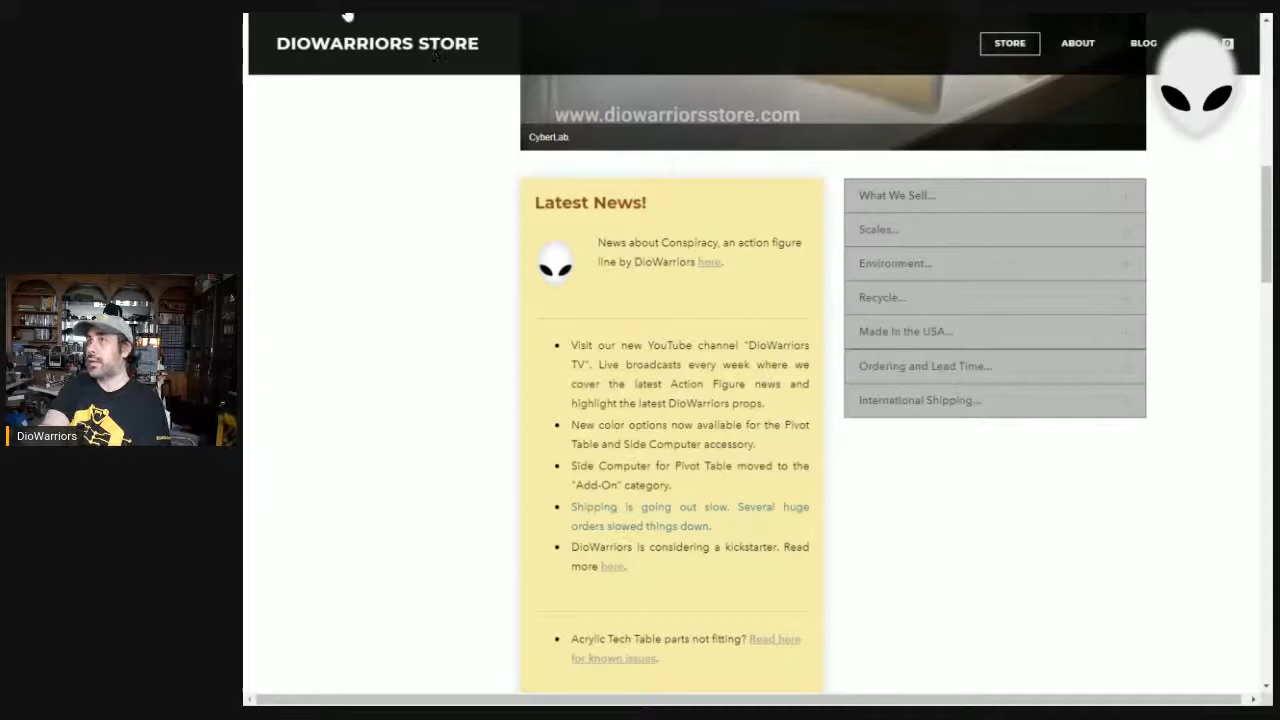 DIOWARRIORS STORE
STORE
ABOUT
BLOG
0
www.diowarriorsstore.com
CyberLab.
Latest News!
News about Conspiracy, an action figure
line by DioWarriors here.
Visit our new YouTube channel "DioWarriors
TV". Live broadcasts every week where we
cover the latest Action Figure news and
highlight the latest DioWarriors props.
New color options now available for the Pivot
Table and Side Computer accessory.
Side Computer for Pivot Table moved to the
"Add-On" category.
Shipping is going out slow. Several huge
orders slowed things down.
DioWarriors is considering a kickstarter. Read
more here.
Acrylic Tech Table parts not fitting? Read here
for known issues.
What We Sell...
Scales...
Environment...
Recycle...
Made In the USA...
Ordering and Lead Time...
International Shipping...
DioWarriors